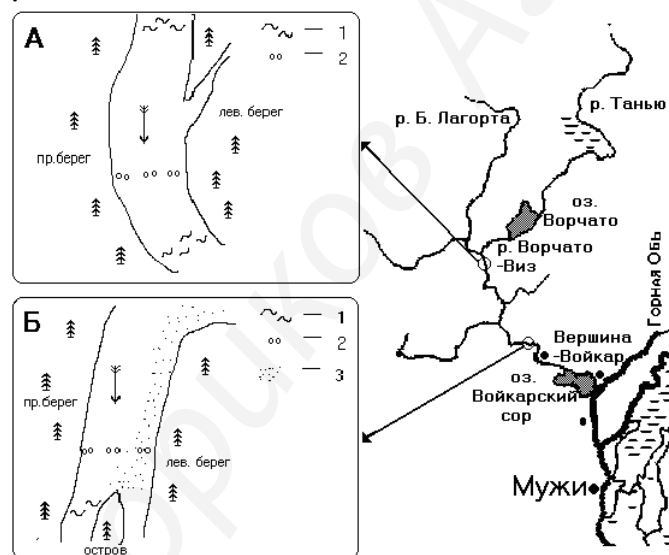 А
1
2
лев. берег
пр.берег
Б
1
2
3
пр.берег
лев. берег
остров
р. Б. Лагорта
р. Танью
оз.
Ворчато
р. Ворчато
-Виз
Горная Обь
Вершина
-Войкар
оз.
Войкарский
сор
Мужи